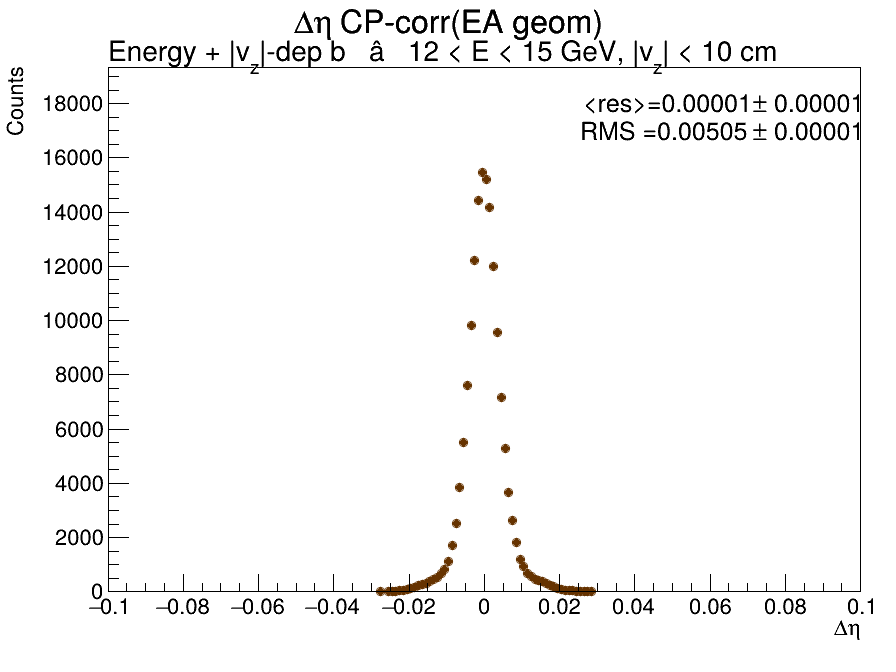 Δη CP-corr(EA geom)
Energy + |v_z|-dep b   â   12 < E < 15 GeV, |v_z| < 10 cm
Counts
<res>=0.00001± 0.00001
RMS =0.00505 ± 0.00001
18000
16000
14000
12000
10000
8000
6000
4000
2000
0
−0.1 −0.08 −0.06 −0.04 −0.02 0 0.02 0.04 0.06 0.08 0.1
Δη